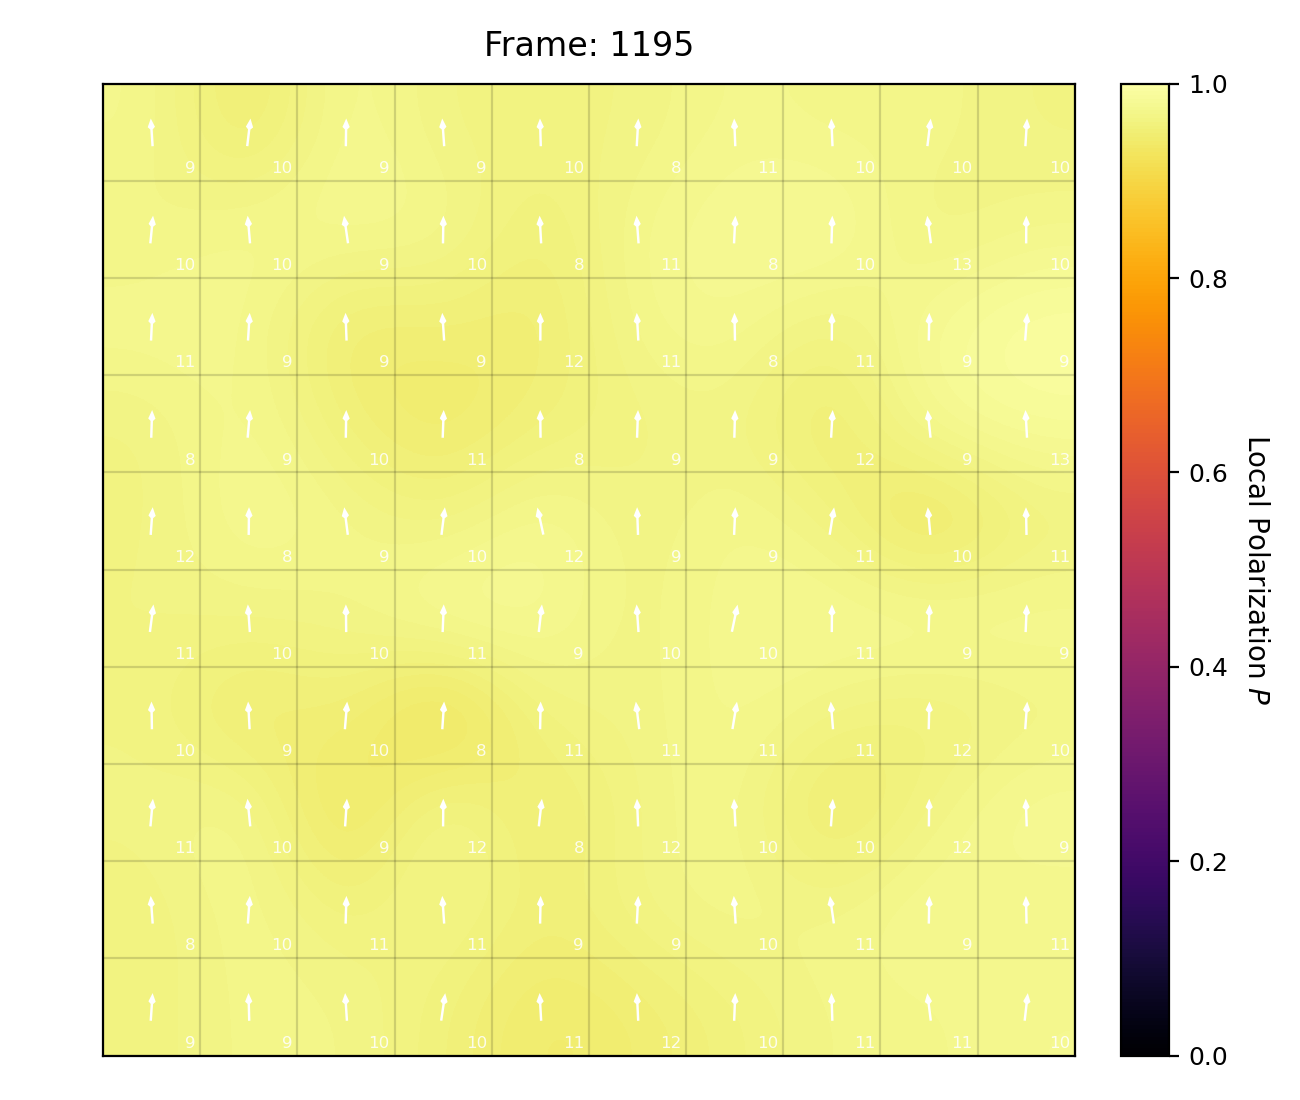 Frame: 1195
9 10 9 9 10 8 11 10 10 10
10 10 9 10 8 11 8 10 13 10
11 9 9 9 12 11 8 11 9 9
8 9 10 11 8 9 9 12 9 13
12 8 9 10 12 9 9 11 10 11
11 10 10 11 9 10 10 11 9 9
10 9 10 8 11 11 11 11 12 10
11 10 9 12 8 12 10 10 12 9
8 10 11 11 9 9 10 11 9 11
9 9 10 10 11 12 10 11 11 10
1.0
0.8
0.6
0.4
0.2
0.0
Local Polarization P